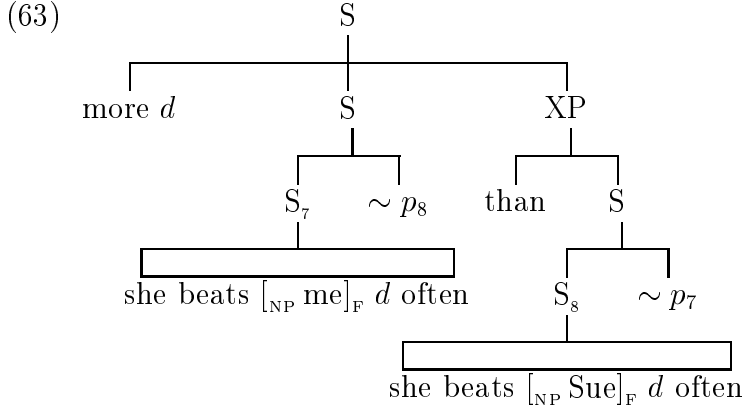 (63) S
more d S XP
S₇ ∼ p₈ than S
she beats [NP me]F d often S₈ ∼ p₇
she beats [NP Sue]F d often